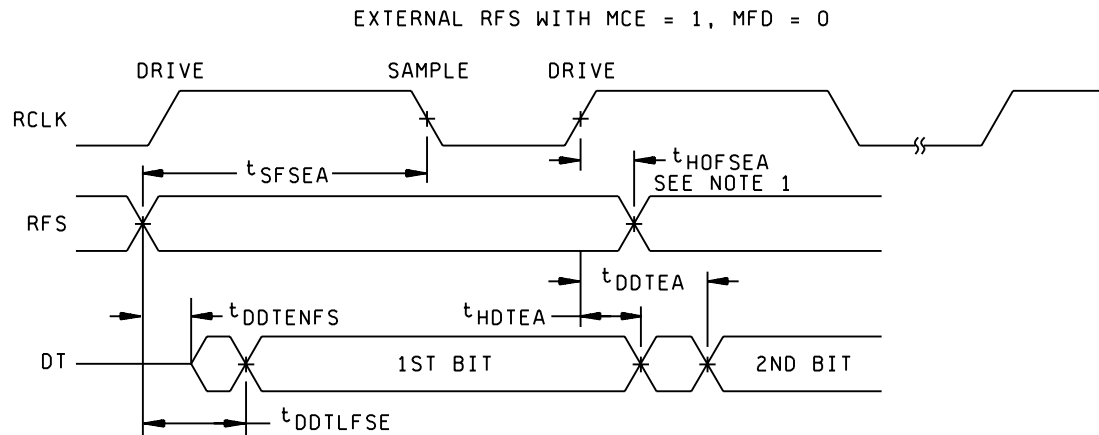 EXTERNAL RFS WITH MCE = 1, MFD = 0
DRIVE SAMPLE DRIVE
RCLK
tSFSEA tHOFSEA
SEE NOTE 1
RFS
tDDTEA
tDDTENFS tHDTEA
DT 1ST BIT 2ND BIT
tDDTLFSE